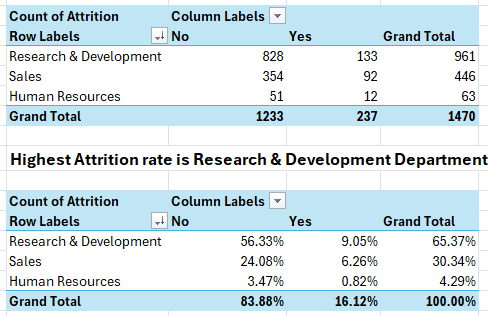 Count of Attrition Column Labels
Row Labels No Yes Grand Total
Research & Development 828 133 961
Sales 354 92 446
Human Resources 51 12 63
Grand Total 1233 237 1470
Highest Attrition rate is Research & Development Department
Count of Attrition Column Labels
Row Labels No Yes Grand Total
Research & Development 56.33% 9.05% 65.37%
Sales 24.08% 6.26% 30.34%
Human Resources 3.47% 0.82% 4.29%
Grand Total 83.88% 16.12% 100.00%